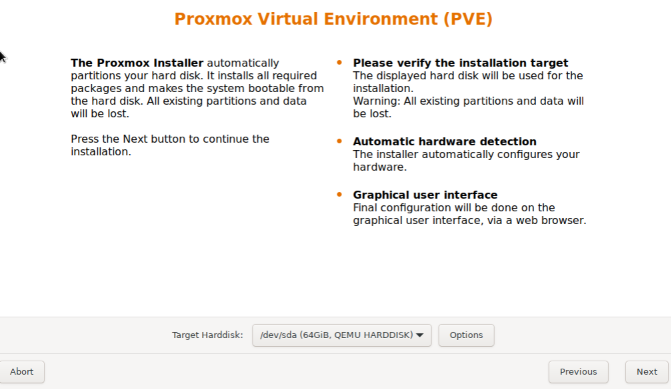 Proxmox Virtual Environment (PVE)
The Proxmox Installer automatically
partitions your hard disk. It installs all required
packages and makes the system bootable from
the hard disk. All existing partitions and data
will be lost.
Press the Next button to continue the
installation.
Please verify the installation target
The displayed hard disk will be used for the
installation.
Warning: All existing partitions and data will
be lost.
Automatic hardware detection
The installer automatically configures your
hardware.
Graphical user interface
Final configuration will be done on the
graphical user interface, via a web browser.
Target Harddisk: /dev/sda (64GiB, QEMU HARDDISK) Options
Abort Previous Next